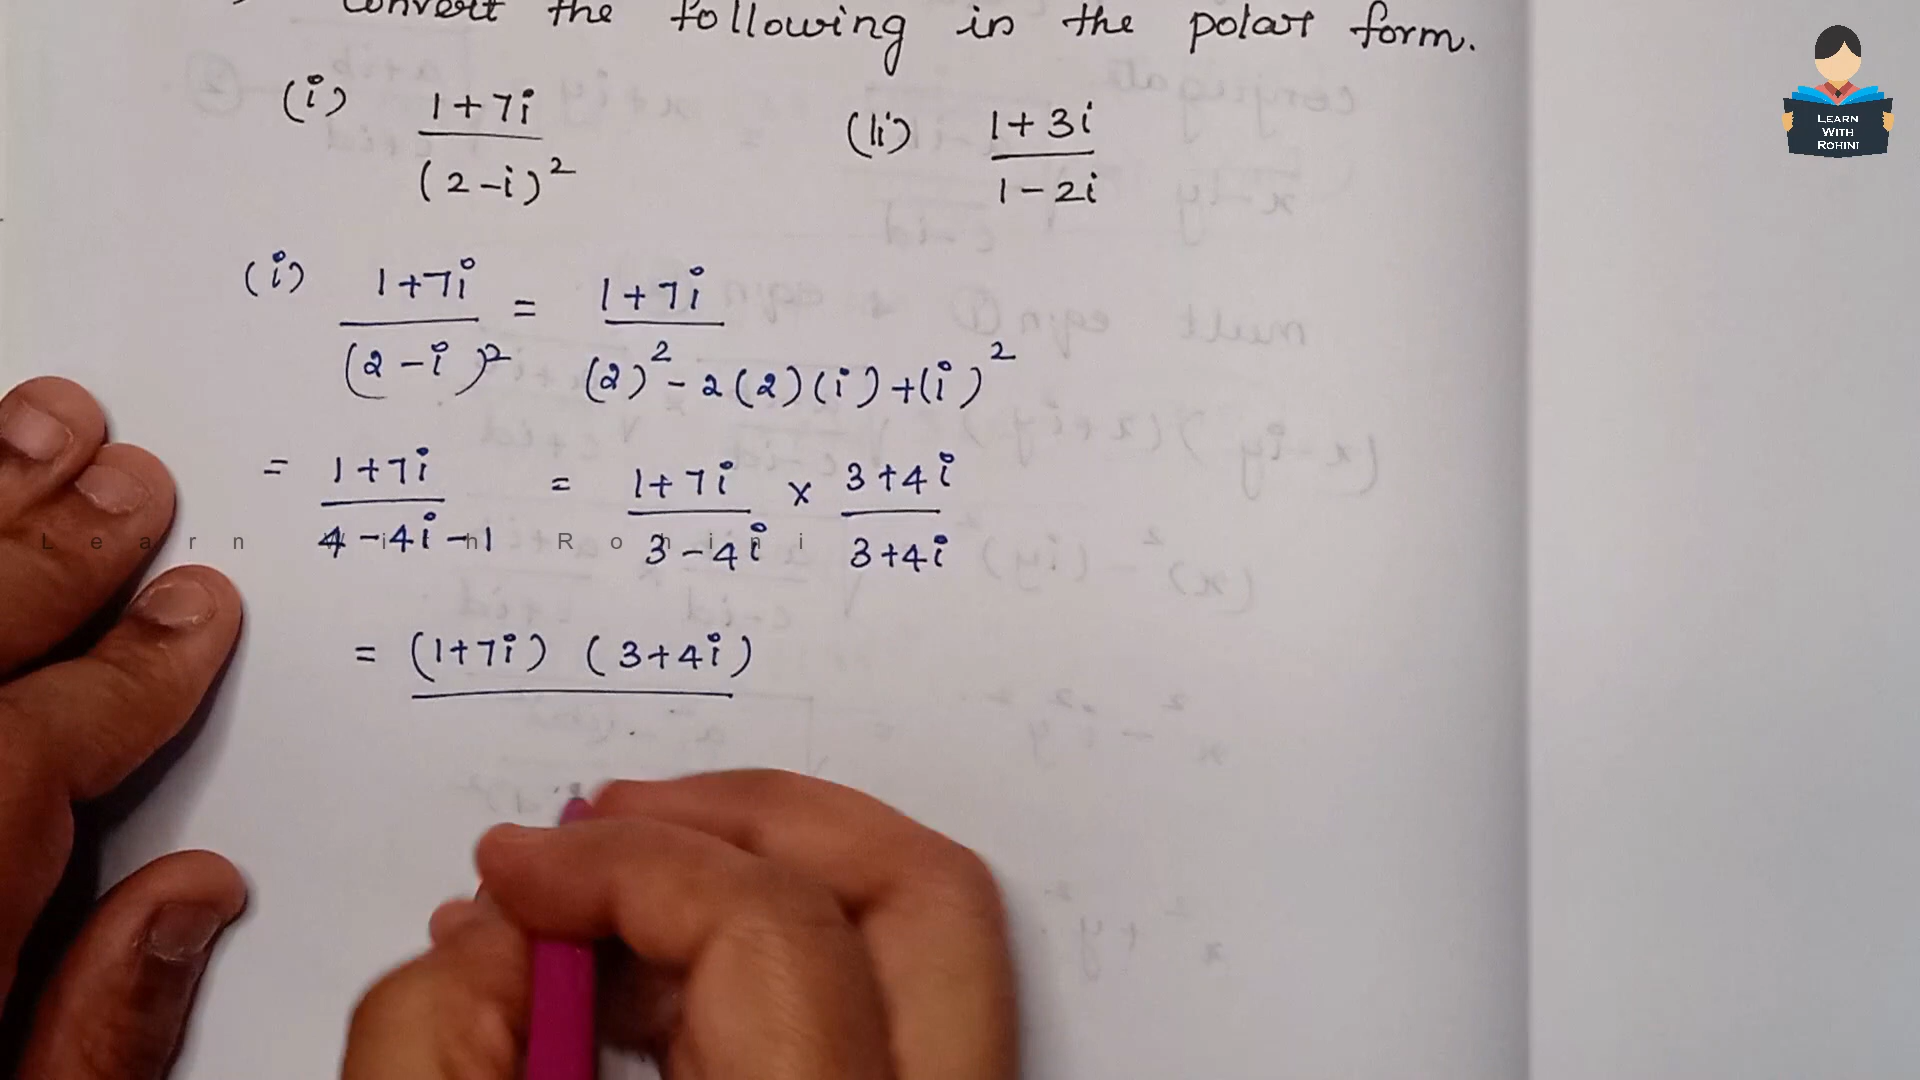 convert the following in the polar form.
(i) 1+7i / (2-i)² (ii) 1+3i / 1-2i
(i) 1+7i / (2-i)² = 1+7i / (2)² - 2(2)(i) + (i)²
= 1+7i / 4-4i-1 = 1+7i / 3-4i × 3+4i / 3+4i
= (1+7i) (3+4i)
LEARN
WITH
ROHINI
Learn With Rohini